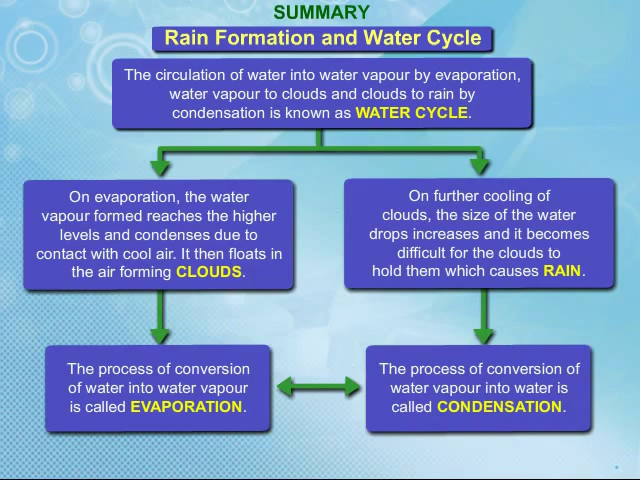 SUMMARY
Rain Formation and Water Cycle
The circulation of water into water vapour by evaporation,
water vapour to clouds and clouds to rain by
condensation is known as WATER CYCLE.
On evaporation, the water
vapour formed reaches the higher
levels and condenses due to
contact with cool air. It then floats in
the air forming CLOUDS.
On further cooling of
clouds, the size of the water
drops increases and it becomes
difficult for the clouds to
hold them which causes RAIN.
The process of conversion
of water into water vapour
is called EVAPORATION.
The process of conversion of
water vapour into water is
called CONDENSATION.